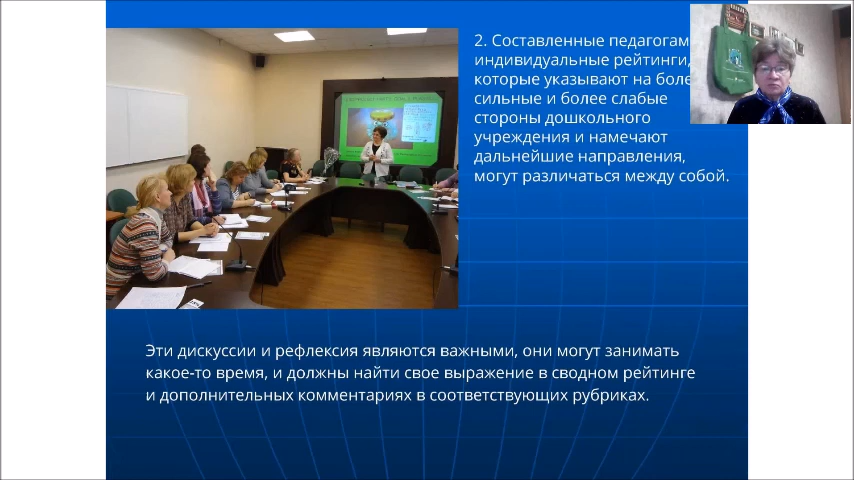 2. Составленные педагогам
индивидуальные рейтинги,
которые указывают на боле
сильные и более слабые
стороны дошкольного
учреждения и намечают
дальнейшие направления,
могут различаться между собой.
Эти дискуссии и рефлексия являются важными, они могут занимать
какое-то время, и должны найти свое выражение в сводном рейтинге
и дополнительных комментариях в соответствующих рубриках.